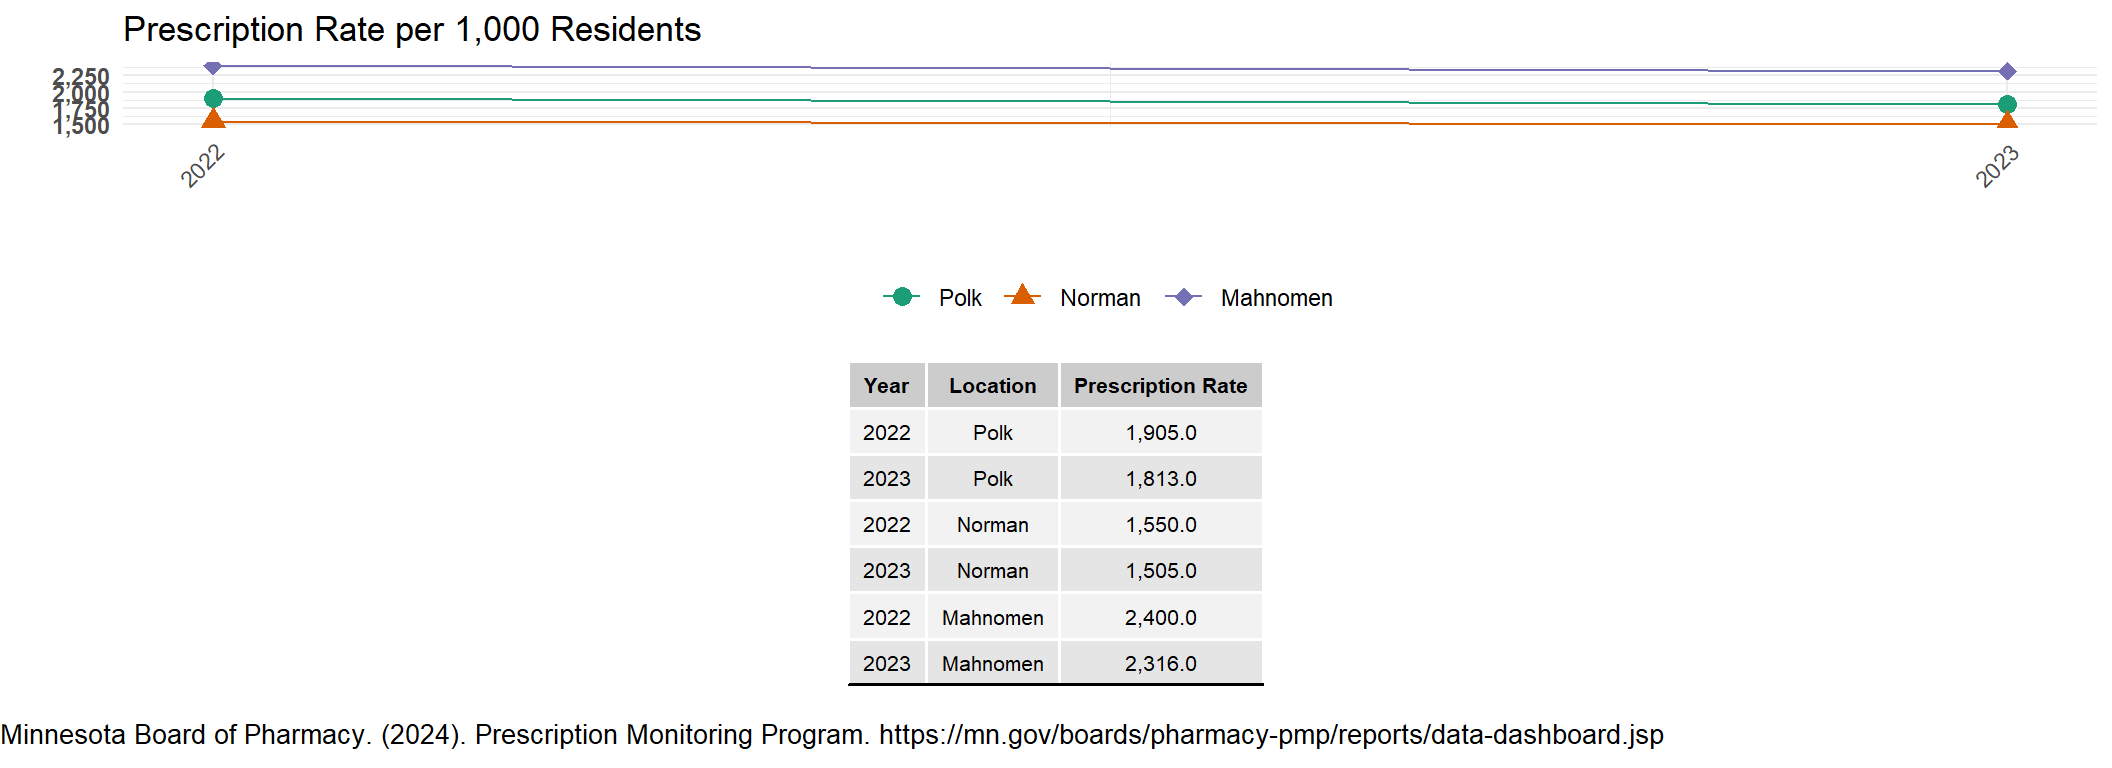 Prescription Rate per 1,000 Residents
2,250
2,000
1,750
1,500
2022
2023
Polk Norman Mahnomen
Year Location Prescription Rate
2022 Polk 1,905.0
2023 Polk 1,813.0
2022 Norman 1,550.0
2023 Norman 1,505.0
2022 Mahnomen 2,400.0
2023 Mahnomen 2,316.0
Minnesota Board of Pharmacy. (2024). Prescription Monitoring Program. https://mn.gov/boards/pharmacy-pmp/reports/data-dashboard.jsp